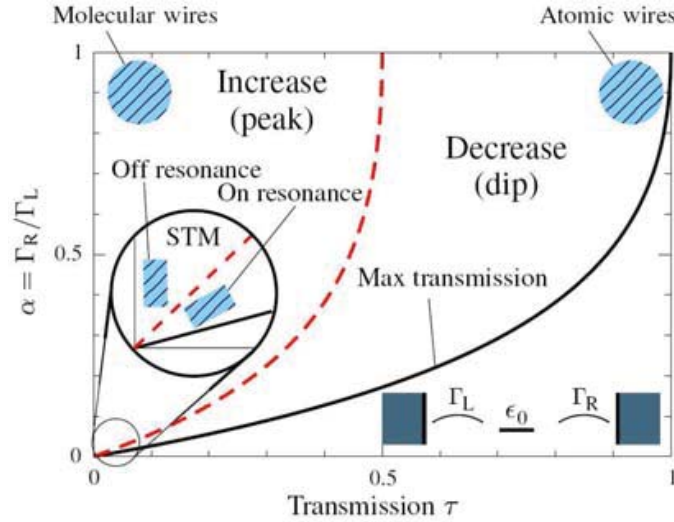 Molecular wires
Atomic wires
1
Increase
(peak)
Decrease
(dip)
Off resonance
On resonance
STM
0.5
α = Γ_R/Γ_L
Max transmission
Γ_L
ϵ_0
Γ_R
0
0
0.5
1
Transmission τ